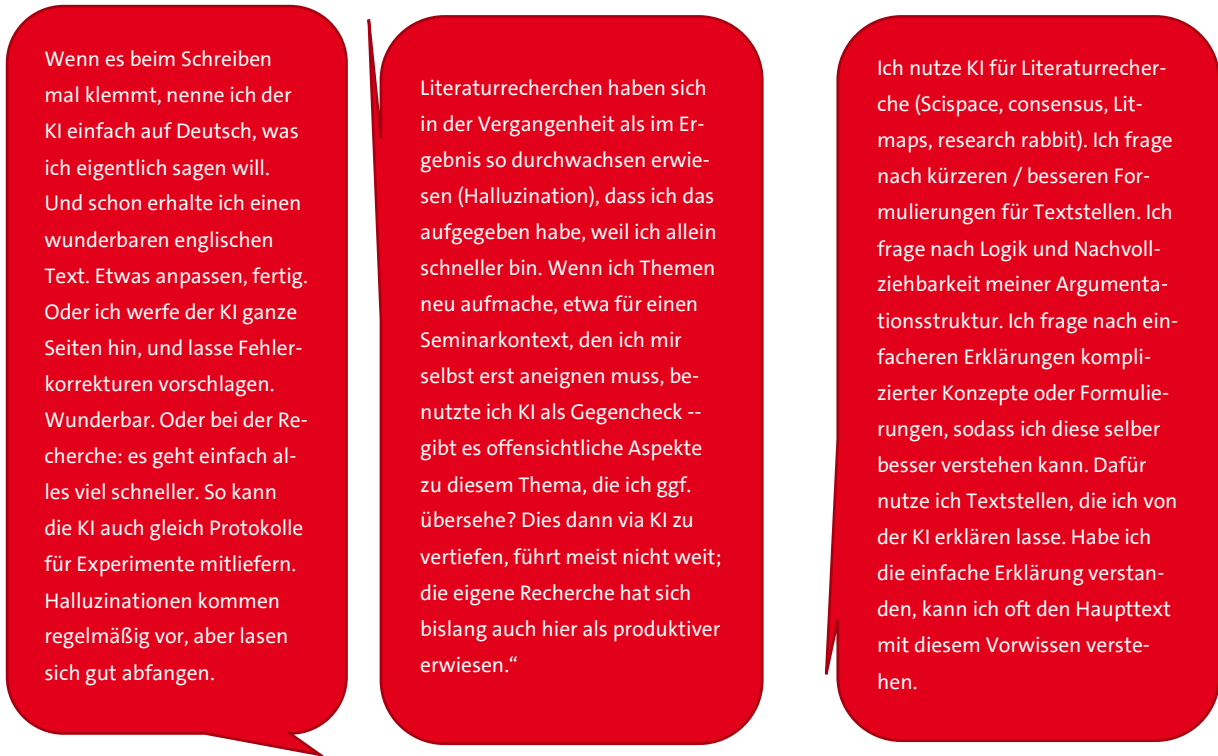 Wenn es beim Schreiben
mal klemmt, nenne ich der
KI einfach auf Deutsch, was
ich eigentlich sagen will.
Und schon erhalte ich einen
wunderbaren englischen
Text. Etwas anpassen, fertig.
Oder ich werfe der KI ganze
Seiten hin, und lasse Fehler-
korrekturen vorschlagen.
Wunderbar. Oder bei der Re-
cherche: es geht einfach al-
les viel schneller. So kann
die KI auch gleich Protokolle
für Experimente mitliefern.
Halluzinationen kommen
regelmäßig vor, aber lasen
sich gut abfangen.
Literaturrecherchen haben sich
in der Vergangenheit als im Er-
gebnis so durchwachsen erwie-
sen (Halluzination), dass ich das
aufgegeben habe, weil ich allein
schneller bin. Wenn ich Themen
neu aufmache, etwa für einen
Seminarkontext, den ich mir
selbst erst aneignen muss, be-
nutzte ich KI als Gegencheck --
gibt es offensichtliche Aspekte
zu diesem Thema, die ich ggf.
übersehe? Dies dann via KI zu
vertiefen, führt meist nicht weit;
die eigene Recherche hat sich
bislang auch hier als produktiver
erwiesen.“
Ich nutze KI für Literaturrecher-
che (Scispace, consensus, Lit-
maps, research rabbit). Ich frage
nach kürzeren / besseren For-
mulierungen für Textstellen. Ich
frage nach Logik und Nachvoll-
ziehbarkeit meiner Argumenta-
tionsstruktur. Ich frage nach ein-
facheren Erklärungen kompli-
zierter Konzepte oder Formulie-
rungen, sodass ich diese selber
besser verstehen kann. Dafür
nutze ich Textstellen, die ich von
der KI erklären lasse. Habe ich
die einfache Erklärung verstan-
den, kann ich oft den Haupttext
mit diesem Vorwissen verste-
hen.